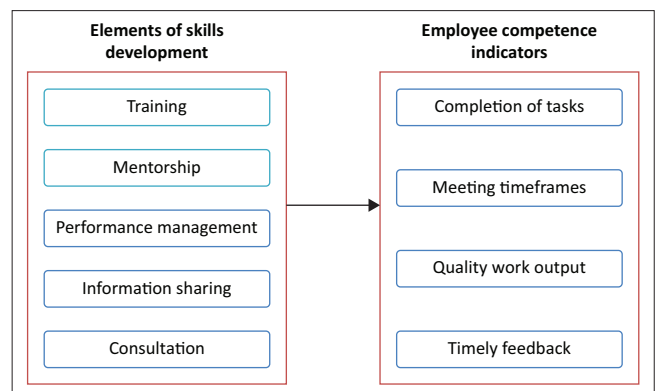 Elements of skills
development
Training
Mentorship
Performance management
Information sharing
Consultation
Employee competence
indicators
Completion of tasks
Meeting timeframes
Quality work output
Timely feedback